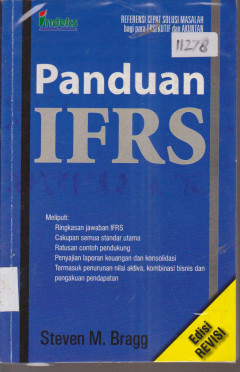 indeks
REFERENSI CEPAT SOLUSI MASALAH
bagi para EKSEKUTIF dan AKUNTAN
11278
Panduan
IFRS
Meliputi:
Ringkasan jawaban IFRS
Cakupan semua standar utama
Ratusan contoh pendukung
Penyajian laporan keuangan dan konsolidasi
Termasuk penurunan nilai aktiva, kombinasi bisnis dan
pengakuan pendapatan
Steven M. Bragg
Edisi
REVISI